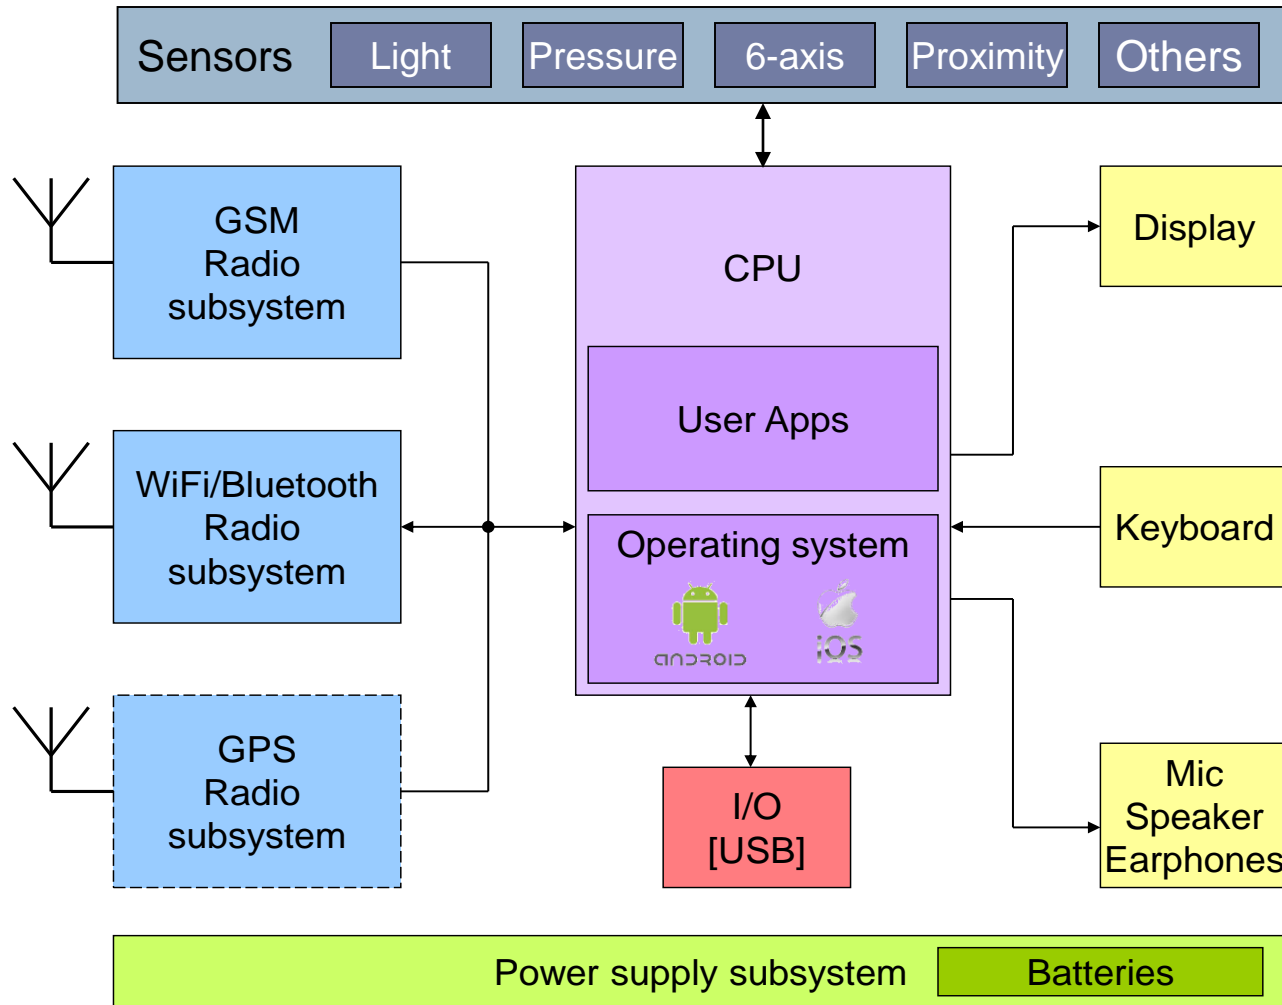 Sensors
Light
Pressure
6-axis
Proximity
Others
GSM
Radio
subsystem
CPU
Display
User Apps
WiFi/Bluetooth
Radio
subsystem
Keyboard
Operating system
ANDROID
iOS
GPS
Radio
subsystem
I/O
[USB]
Mic
Speaker
Earphones
Power supply subsystem
Batteries